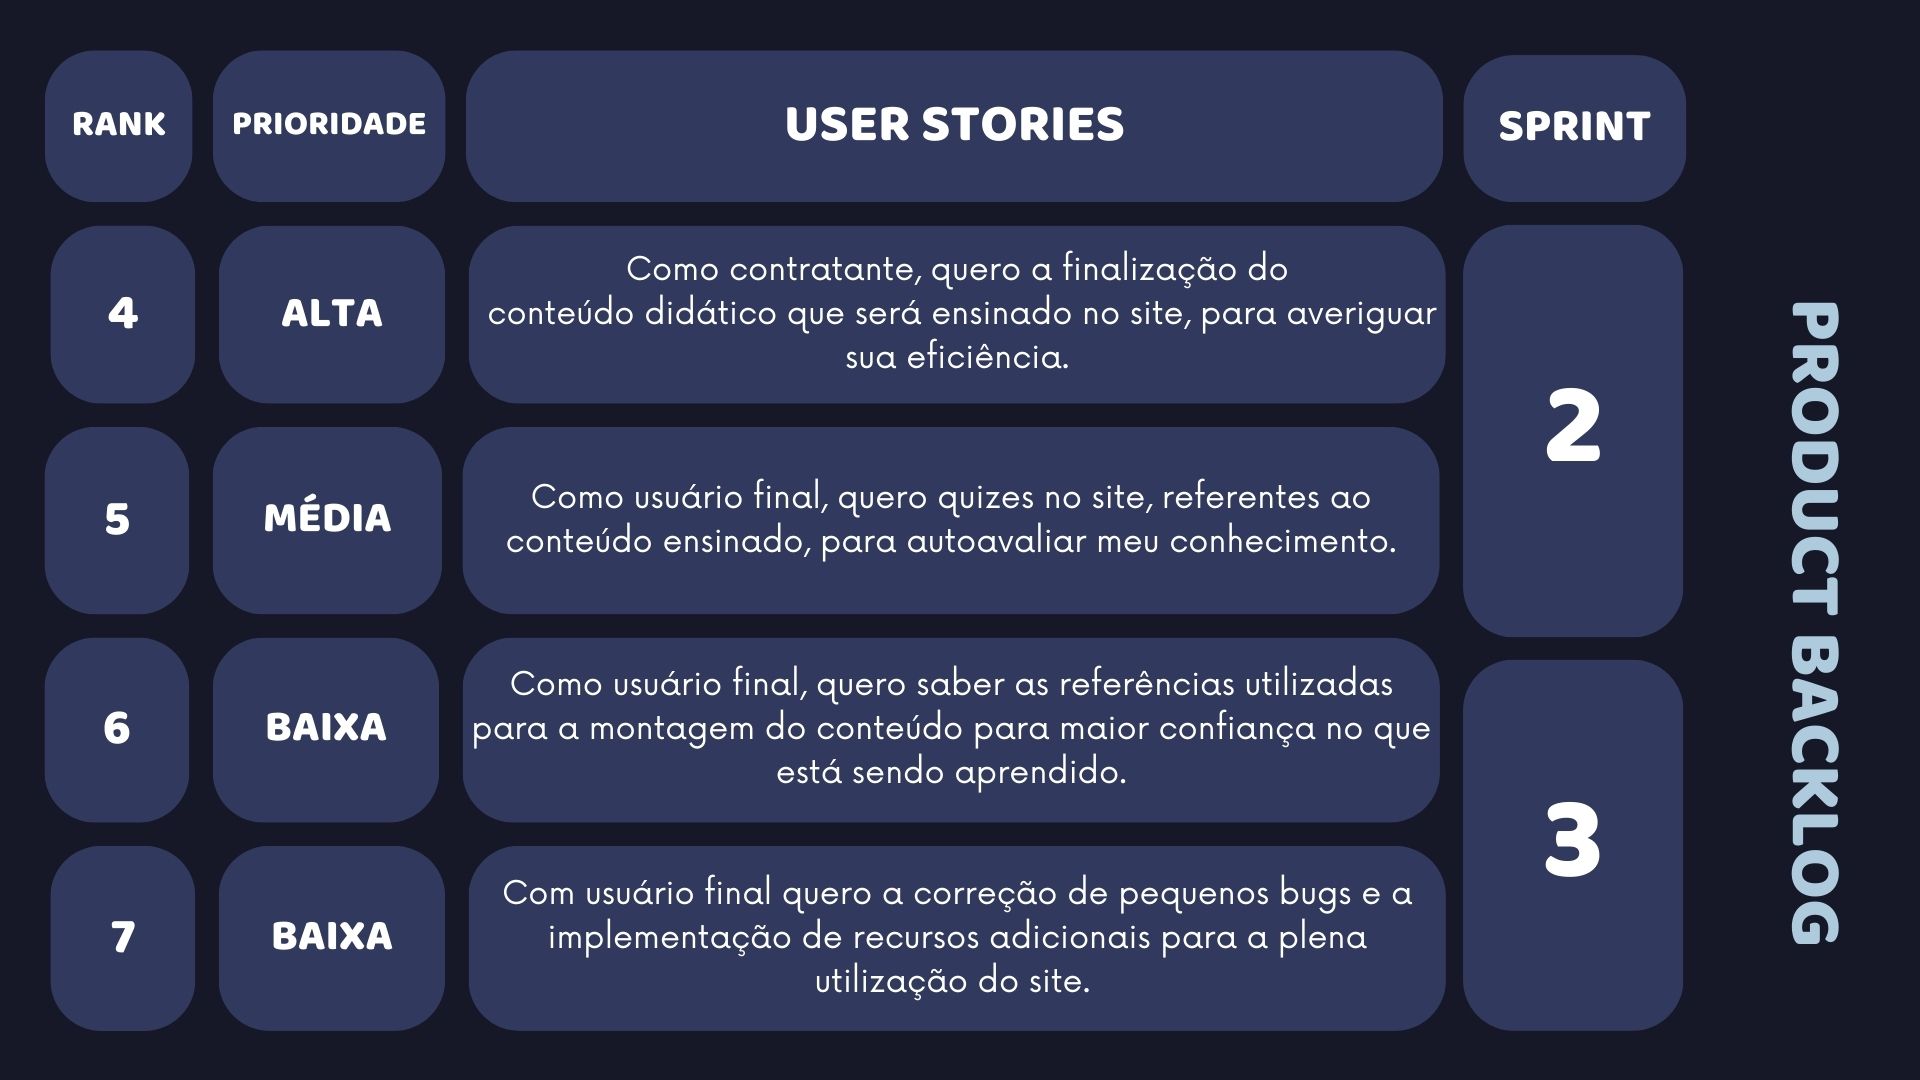 RANK
PRIORIDADE
USER STORIES
SPRINT
4
ALTA
Como contratante, quero a finalização do
conteúdo didático que será ensinado no site, para averiguar
sua eficiência.
2
5
MÉDIA
Como usuário final, quero quizes no site, referentes ao
conteúdo ensinado, para autoavaliar meu conhecimento.
6
BAIXA
Como usuário final, quero saber as referências utilizadas
para a montagem do conteúdo para maior confiança no que
está sendo aprendido.
3
7
BAIXA
Com usuário final quero a correção de pequenos bugs e a
implementação de recursos adicionais para a plena
utilização do site.
PRODUCT BACKLOG